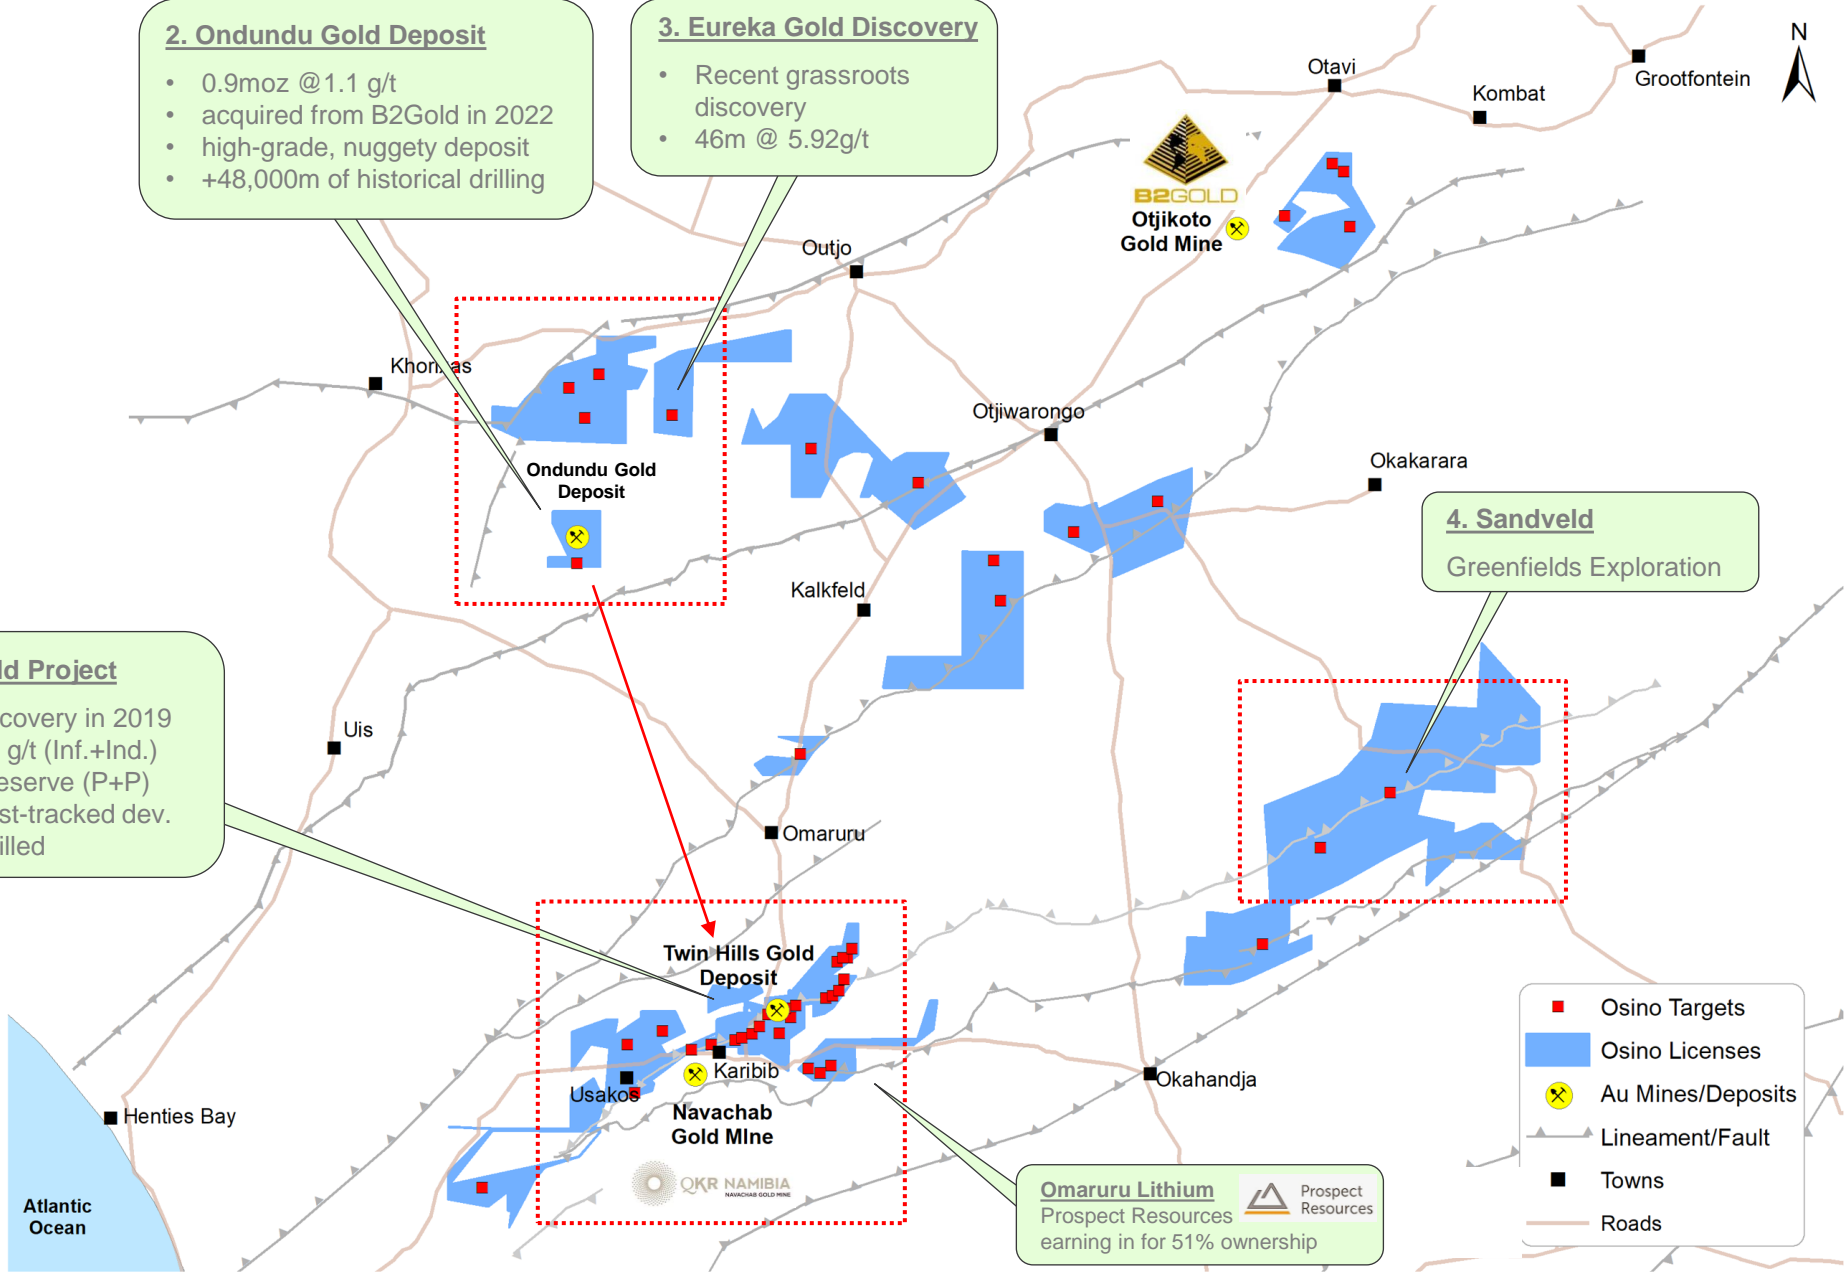 2. Ondundu Gold Deposit
• 0.9moz @1.1 g/t
• acquired from B2Gold in 2022
• high-grade, nuggety deposit
• +48,000m of historical drilling
3. Eureka Gold Discovery
• Recent grassroots
discovery
• 46m @ 5.92g/t
N
Otavi
Grootfontein
Kombat
B2GOLD
Otjikoto
Gold Mine
Outjo
Khorixas
Otjiwarongo
Okakarara
Ondundu Gold
Deposit
4. Sandveld
Greenfields Exploration
Kalkfeld
ld Project
covery in 2019
g/t (Inf.+Ind.)
eserve (P+P)
st-tracked dev.
illed
Uis
Omaruru
Twin Hills Gold
Deposit
Karibib
Usakos
Navachab
Gold MIne
QKR NAMIBIA
NAVACHAB GOLD MINE
Okahandja
Henties Bay
Atlantic
Ocean
Omaruru Lithium
Prospect Resources
earning in for 51% ownership
Prospect
Resources
Osino Targets
Osino Licenses
Au Mines/Deposits
Lineament/Fault
Towns
Roads